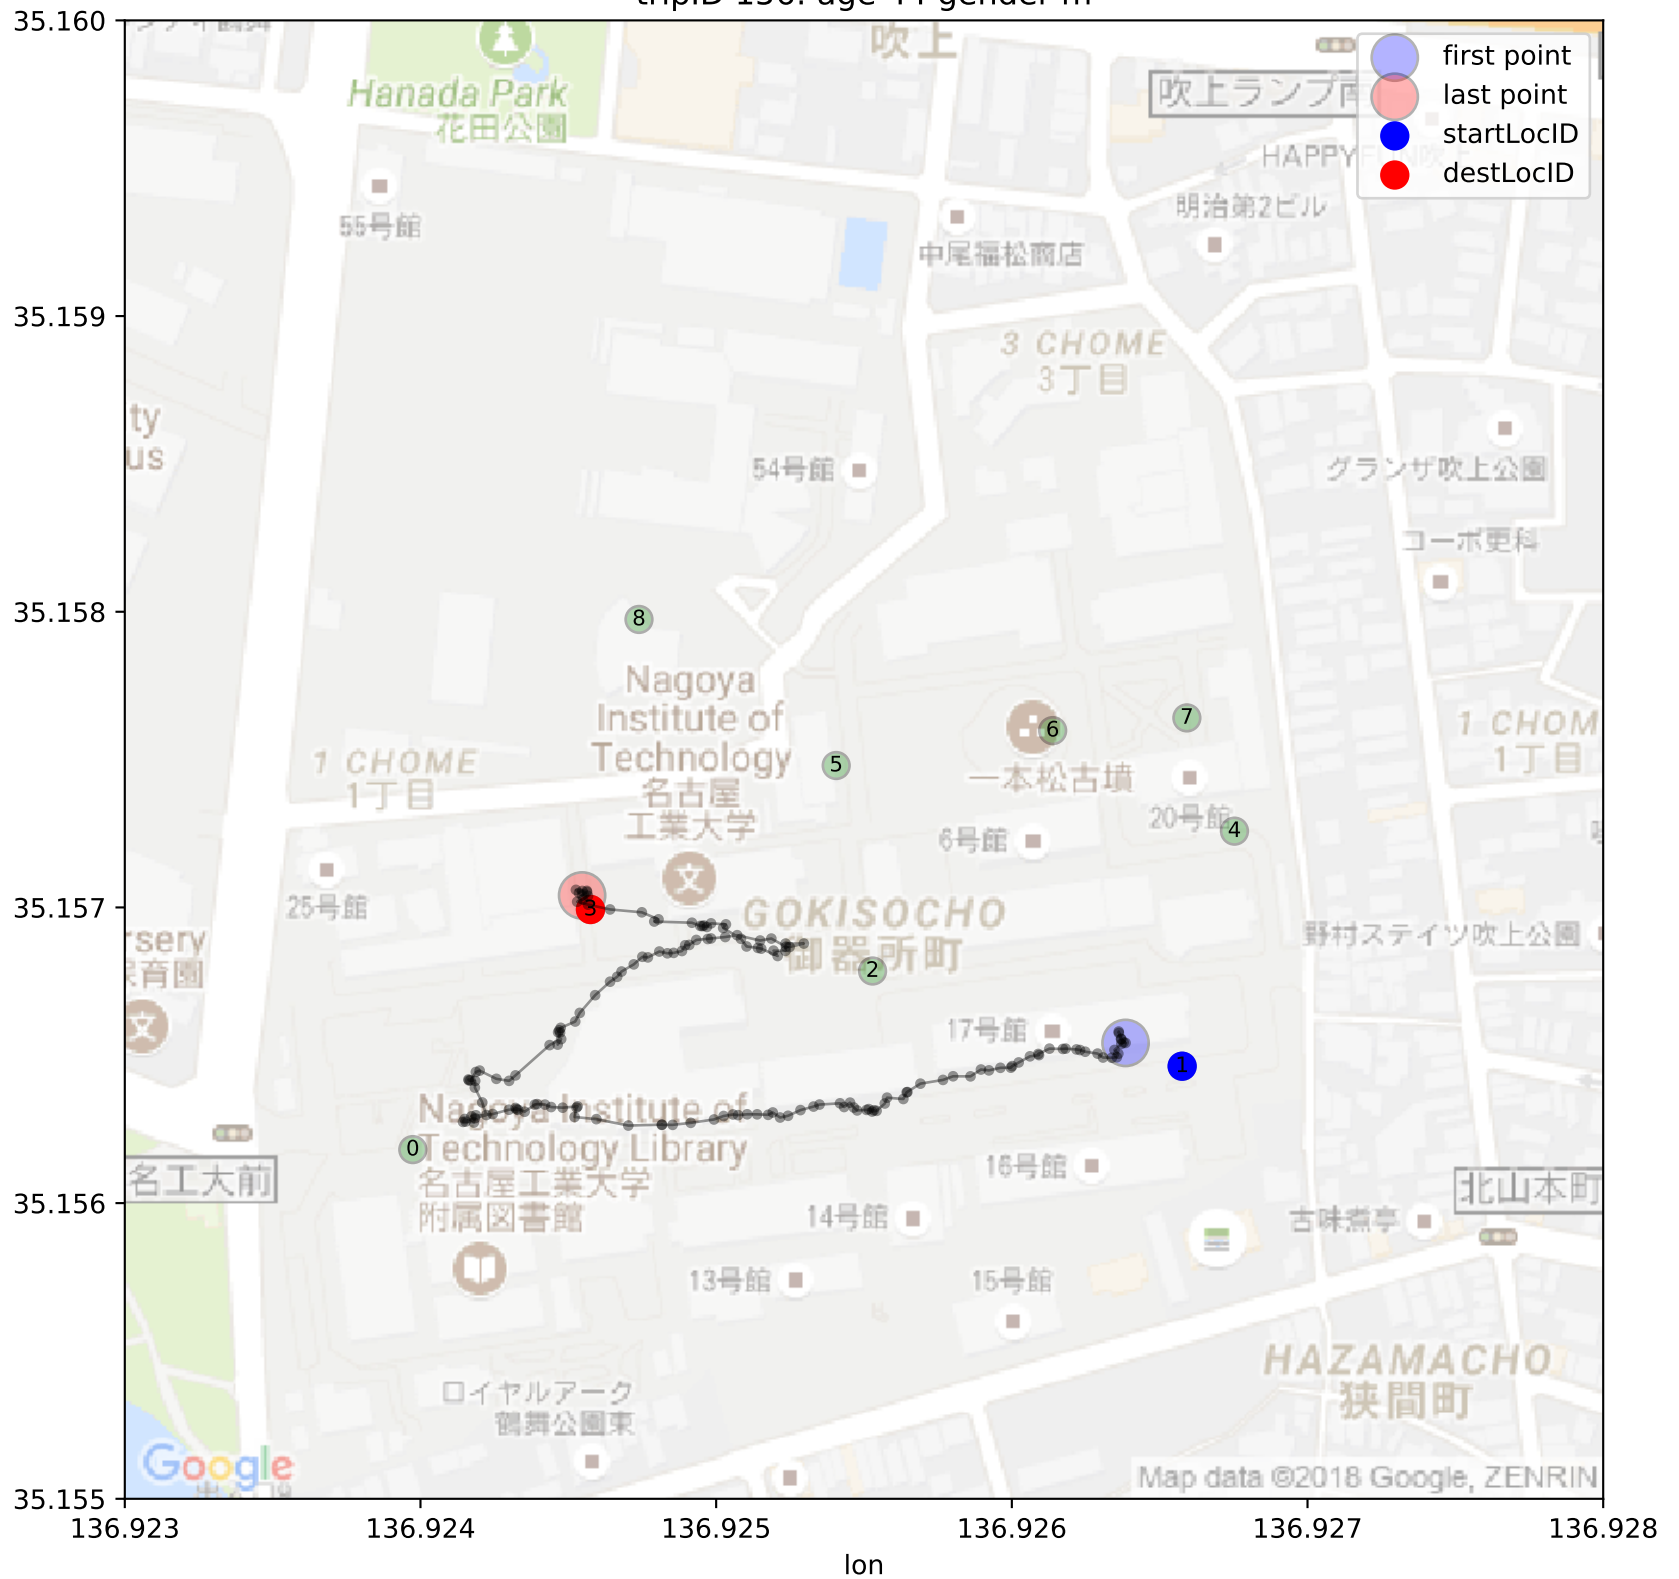 35.160
35.159
35.158
35.157
35.156
35.155
136.923
136.924
136.925
136.926
136.927
136.928
lon
first point
last point
startLocID
destLocID
吹上
Hanada Park
花田公園
吹上ランプ
HAPPY
55号館
明治第2ビル
中尾福松商店
3 CHOME
3丁目
ty
us
54号館
グランザ吹上公園
コーポ更科
8
Nagoya
Institute of
Technology
名古屋
工業大学
7
6
5
4
1 CHOME
1丁目
一本松古墳
1 CHOM
1丁目
20号館
6号館
25号館
3
GOKISOCHO
御器所町
野村ステイツ吹上公園
rsery
育園
2
17号館
1
Nagoya Institute of
Technology Library
名古屋工業大学
附属図書館
0
名工大前
16号館
北山本町
14号館
古味煮亭
13号館
15号館
HAZAMACHO
狭間町
ロイヤルアーク
鶴舞公園東
Google
Map data ©2018 Google, ZENRIN